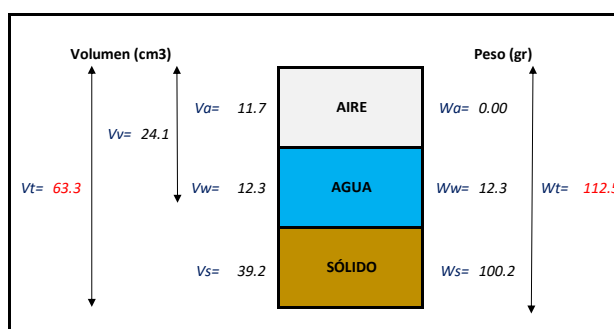 Volumen (cm3) Peso (gr)
Va= 11.7 AIRE Wa= 0.00
Vv= 24.1
Vt= 63.3 Vw= 12.3 AGUA Ww= 12.3 Wt= 112.5
Vs= 39.2 SÓLIDO Ws= 100.2